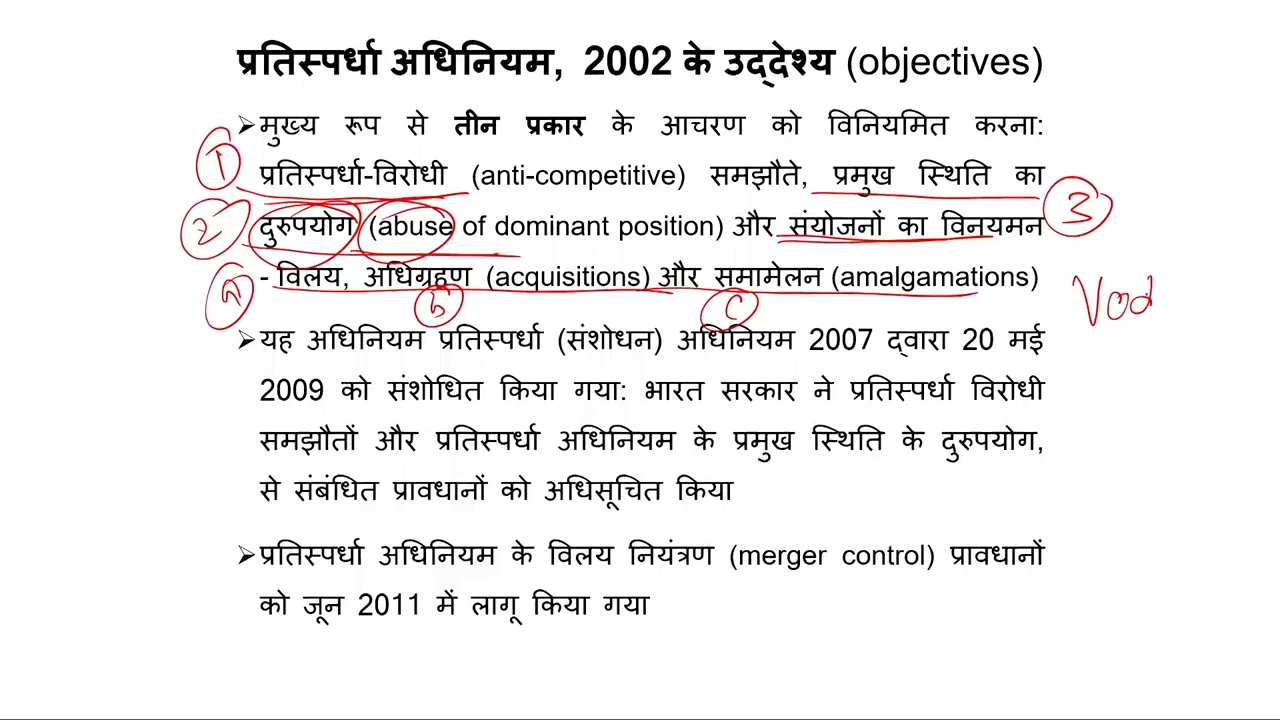 प्रतिस्पर्धा अधिनियम, 2002 के उद्देश्य (objectives)
➢मुख्य रूप से तीन प्रकार के आचरण को विनियमित करना:
1
प्रतिस्पर्धा-विरोधी (anti-competitive) समझौते, प्रमुख स्थिति का
2 दुरुपयोग (abuse of dominant position) और संयोजनों का विनयमन 3
- विलय, अधिग्रहण (acquisitions) और समामेलन (amalgamations)
b c
➢यह अधिनियम प्रतिस्पर्धा (संशोधन) अधिनियम 2007 द्वारा 20 मई
2009 को संशोधित किया गया: भारत सरकार ने प्रतिस्पर्धा विरोधी
समझौतों और प्रतिस्पर्धा अधिनियम के प्रमुख स्थिति के दुरुपयोग,
से संबंधित प्रावधानों को अधिसूचित किया
➢प्रतिस्पर्धा अधिनियम के विलय नियंत्रण (merger control) प्रावधानों
को जून 2011 में लागू किया गया